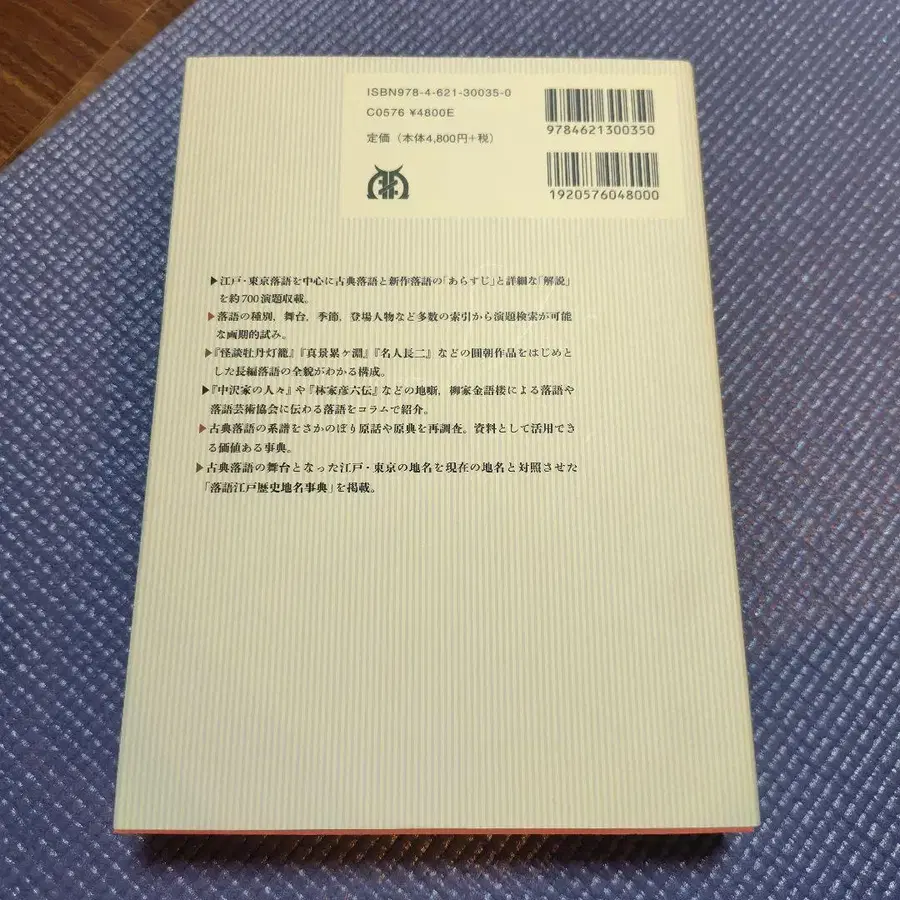 ISBN978-4-621-30035-0
C0576 ¥4800E
定価(本体4,800円+税)
9784621300350
1920576048000
▶江戸・東京落語を中心に古典落語と新作落語の「あらすじ」と詳細な「解説」
を約700演題収載。
▶落語の種別,舞台,季節,登場人物など多数の索引から演題検索が可能
な画期的試み。
▶『怪談牡丹灯籠』『真景累ヶ淵』『名人長二』などの圓朝作品をはじめと
した長編落語の全貌がわかる構成。
▶『中沢家の人々』や『林家彦六伝』などの地噺,柳家金語楼による落語や
落語芸術協会に伝わる落語をコラムで紹介。
▶古典落語の系譜をさかのぼり原話や原典を再調査。資料として活用でき
る価値ある事典。
▶古典落語の舞台となった江戸・東京の地名を現在の地名と対照させた
「落語江戸歴史地名事典」を掲載。